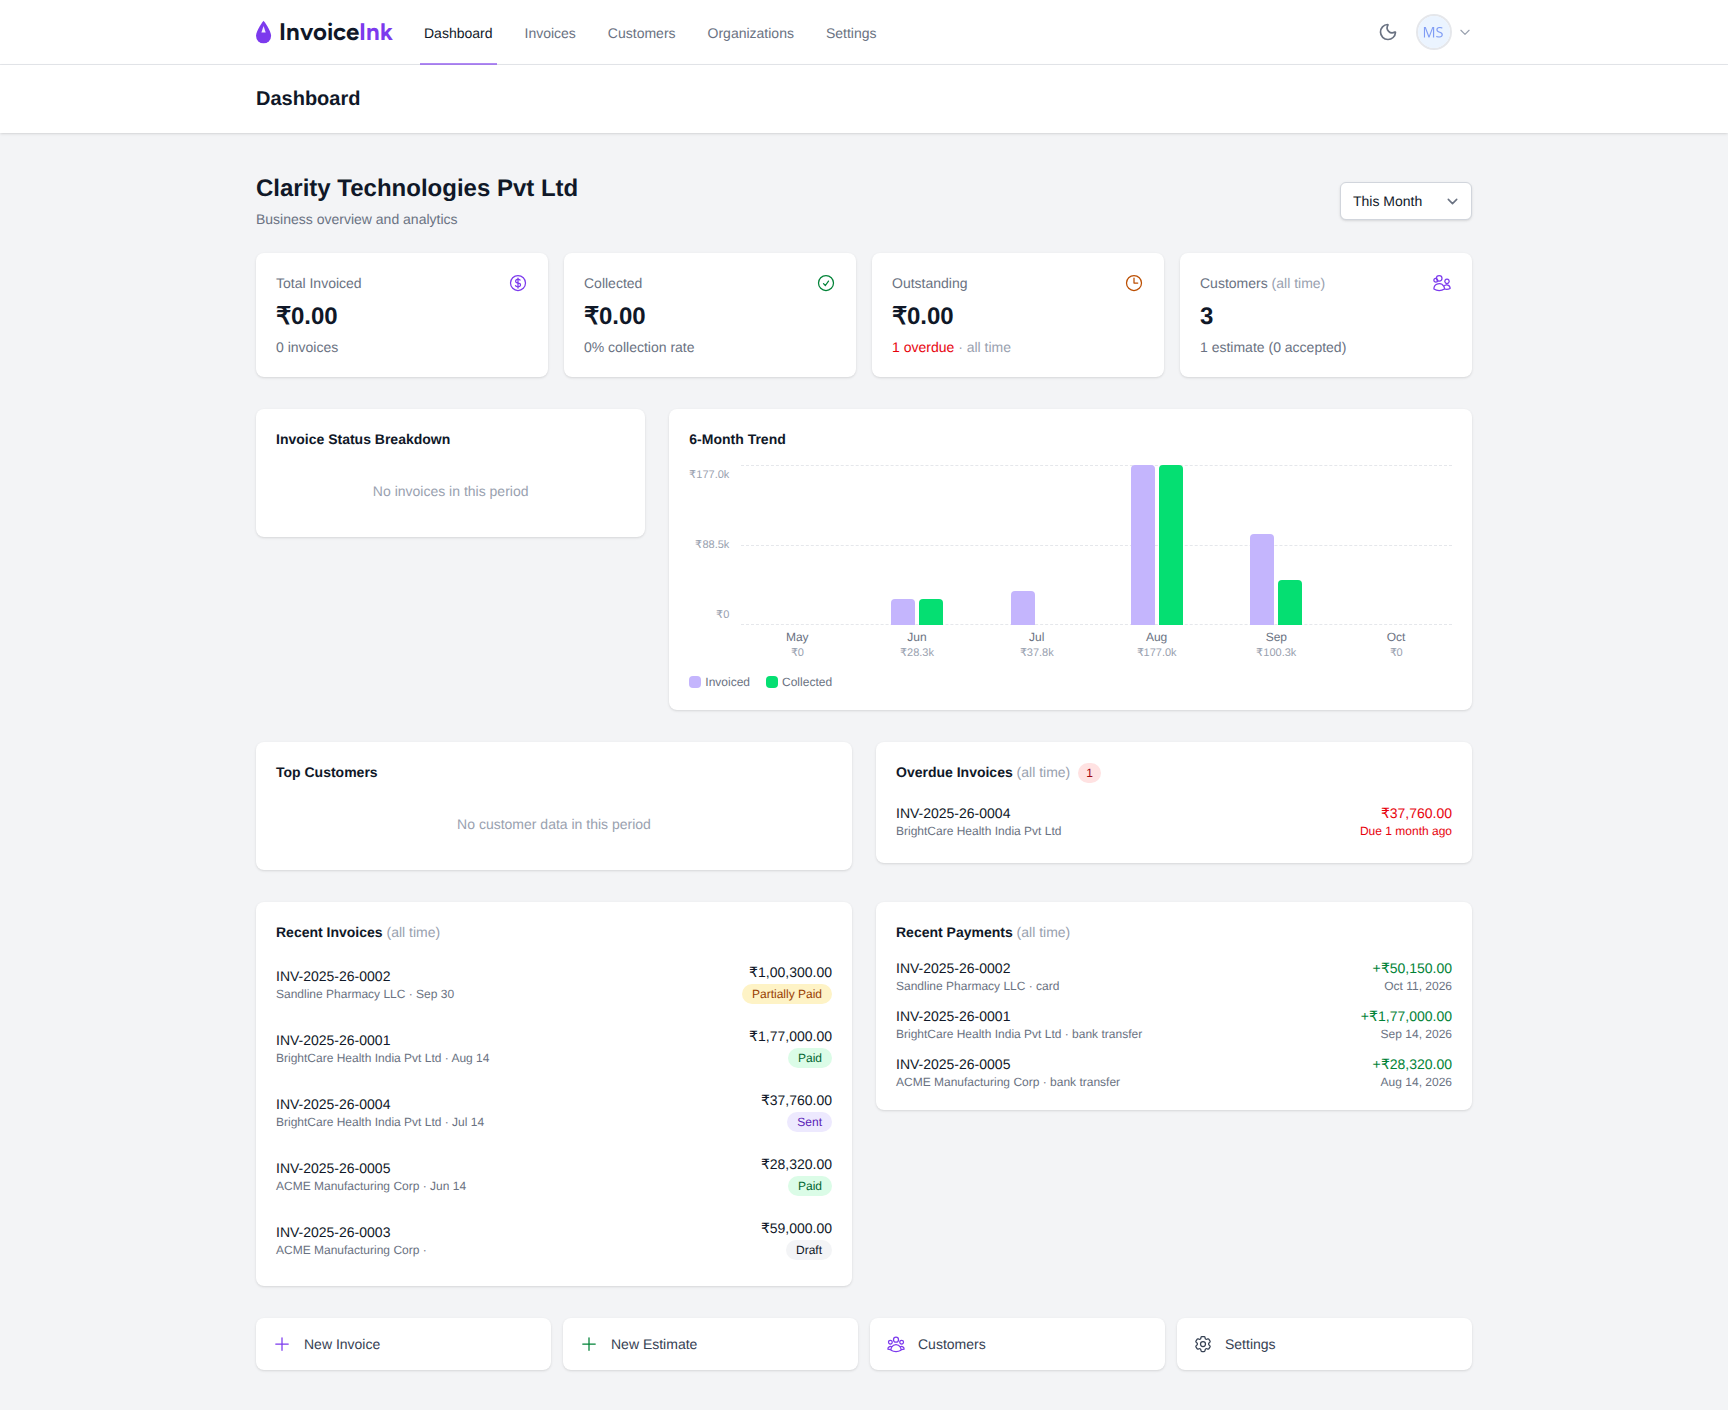 InvoiceInk Dashboard Invoices Customers Organizations Settings MS
Dashboard
Clarity Technologies Pvt Ltd
Business overview and analytics
This Month
Total Invoiced
₹0.00
0 invoices
Collected
₹0.00
0% collection rate
Outstanding
₹0.00
1 overdue · all time
Customers (all time)
3
1 estimate (0 accepted)
Invoice Status Breakdown
No invoices in this period
6-Month Trend
₹177.0k
₹88.5k
₹0
May Jun Jul Aug Sep Oct
₹0 ₹28.3k ₹37.8k ₹177.0k ₹100.3k ₹0
Invoiced Collected
Top Customers
No customer data in this period
Overdue Invoices (all time) 1
INV-2025-26-0004 ₹37,760.00
BrightCare Health India Pvt Ltd Due 1 month ago
Recent Invoices (all time)
INV-2025-26-0002 ₹1,00,300.00
Sandline Pharmacy LLC · Sep 30 Partially Paid
INV-2025-26-0001 ₹1,77,000.00
BrightCare Health India Pvt Ltd · Aug 14 Paid
INV-2025-26-0004 ₹37,760.00
BrightCare Health India Pvt Ltd · Jul 14 Sent
INV-2025-26-0005 ₹28,320.00
ACME Manufacturing Corp · Jun 14 Paid
INV-2025-26-0003 ₹59,000.00
ACME Manufacturing Corp · Draft
Recent Payments (all time)
INV-2025-26-0002 +₹50,150.00
Sandline Pharmacy LLC · card Oct 11, 2026
INV-2025-26-0001 +₹1,77,000.00
BrightCare Health India Pvt Ltd · bank transfer Sep 14, 2026
INV-2025-26-0005 +₹28,320.00
ACME Manufacturing Corp · bank transfer Aug 14, 2026
New Invoice New Estimate Customers Settings